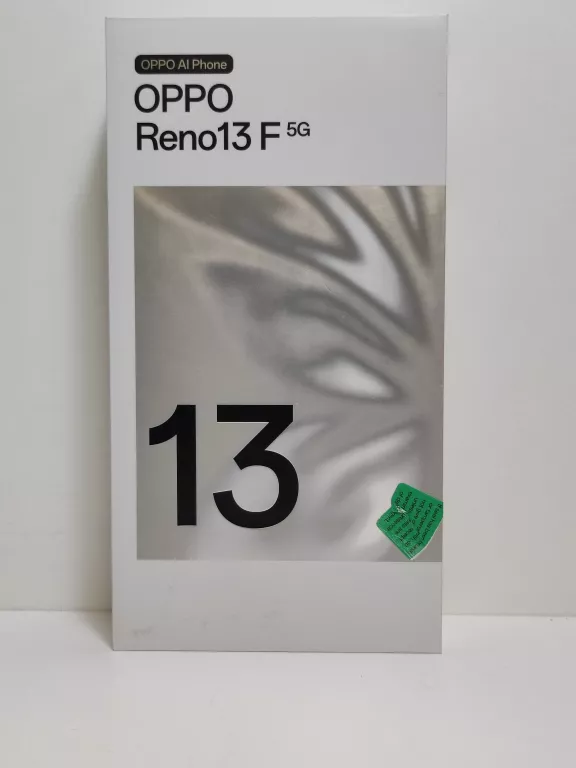 OPPO AI Phone
OPPO
Reno13 F 5G
13